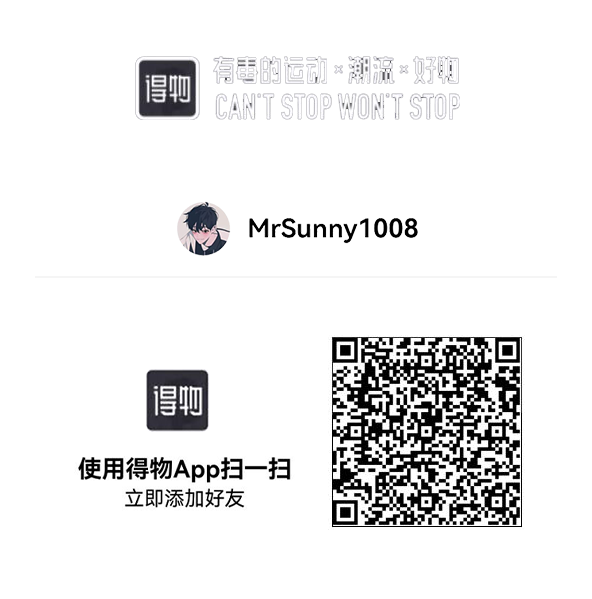 得物
有毒的运动×潮流×好物
CAN'T STOP WON'T STOP
MrSunny1008
得物
使用得物App扫一扫
立即添加好友